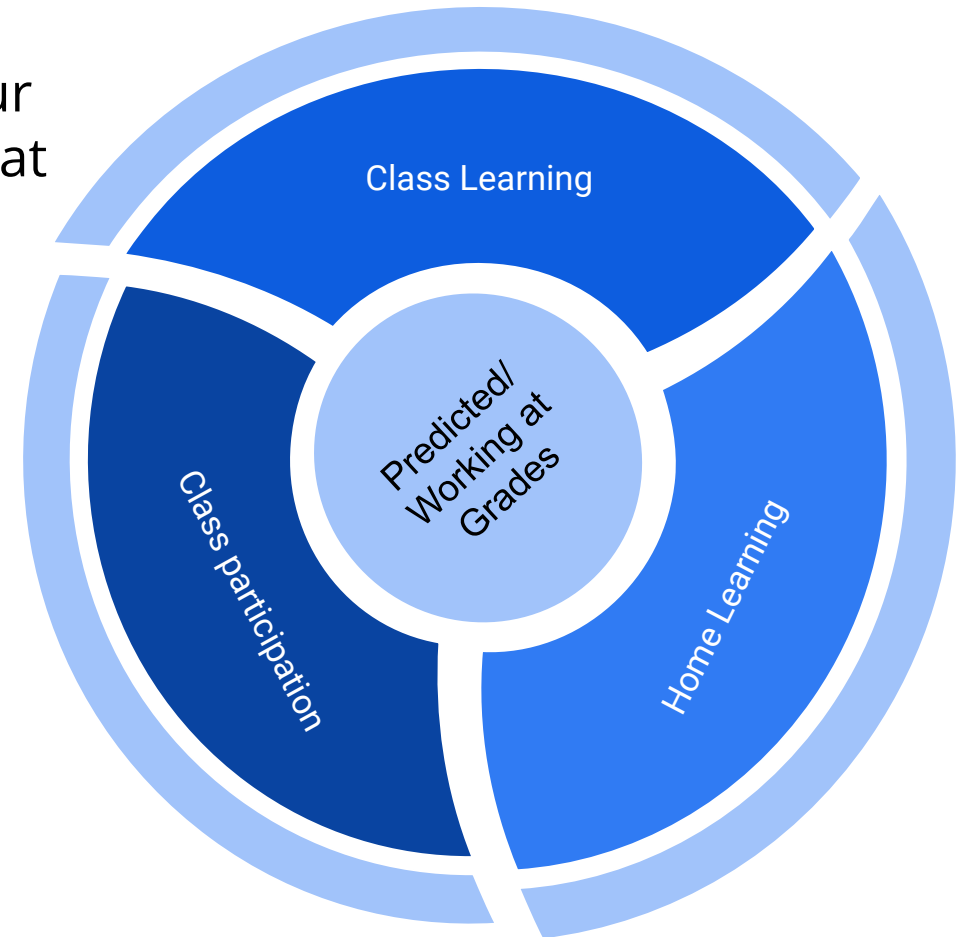 ur
at
Class Learning
Predicted/
Working at
Grades
Class participation
Home Learning